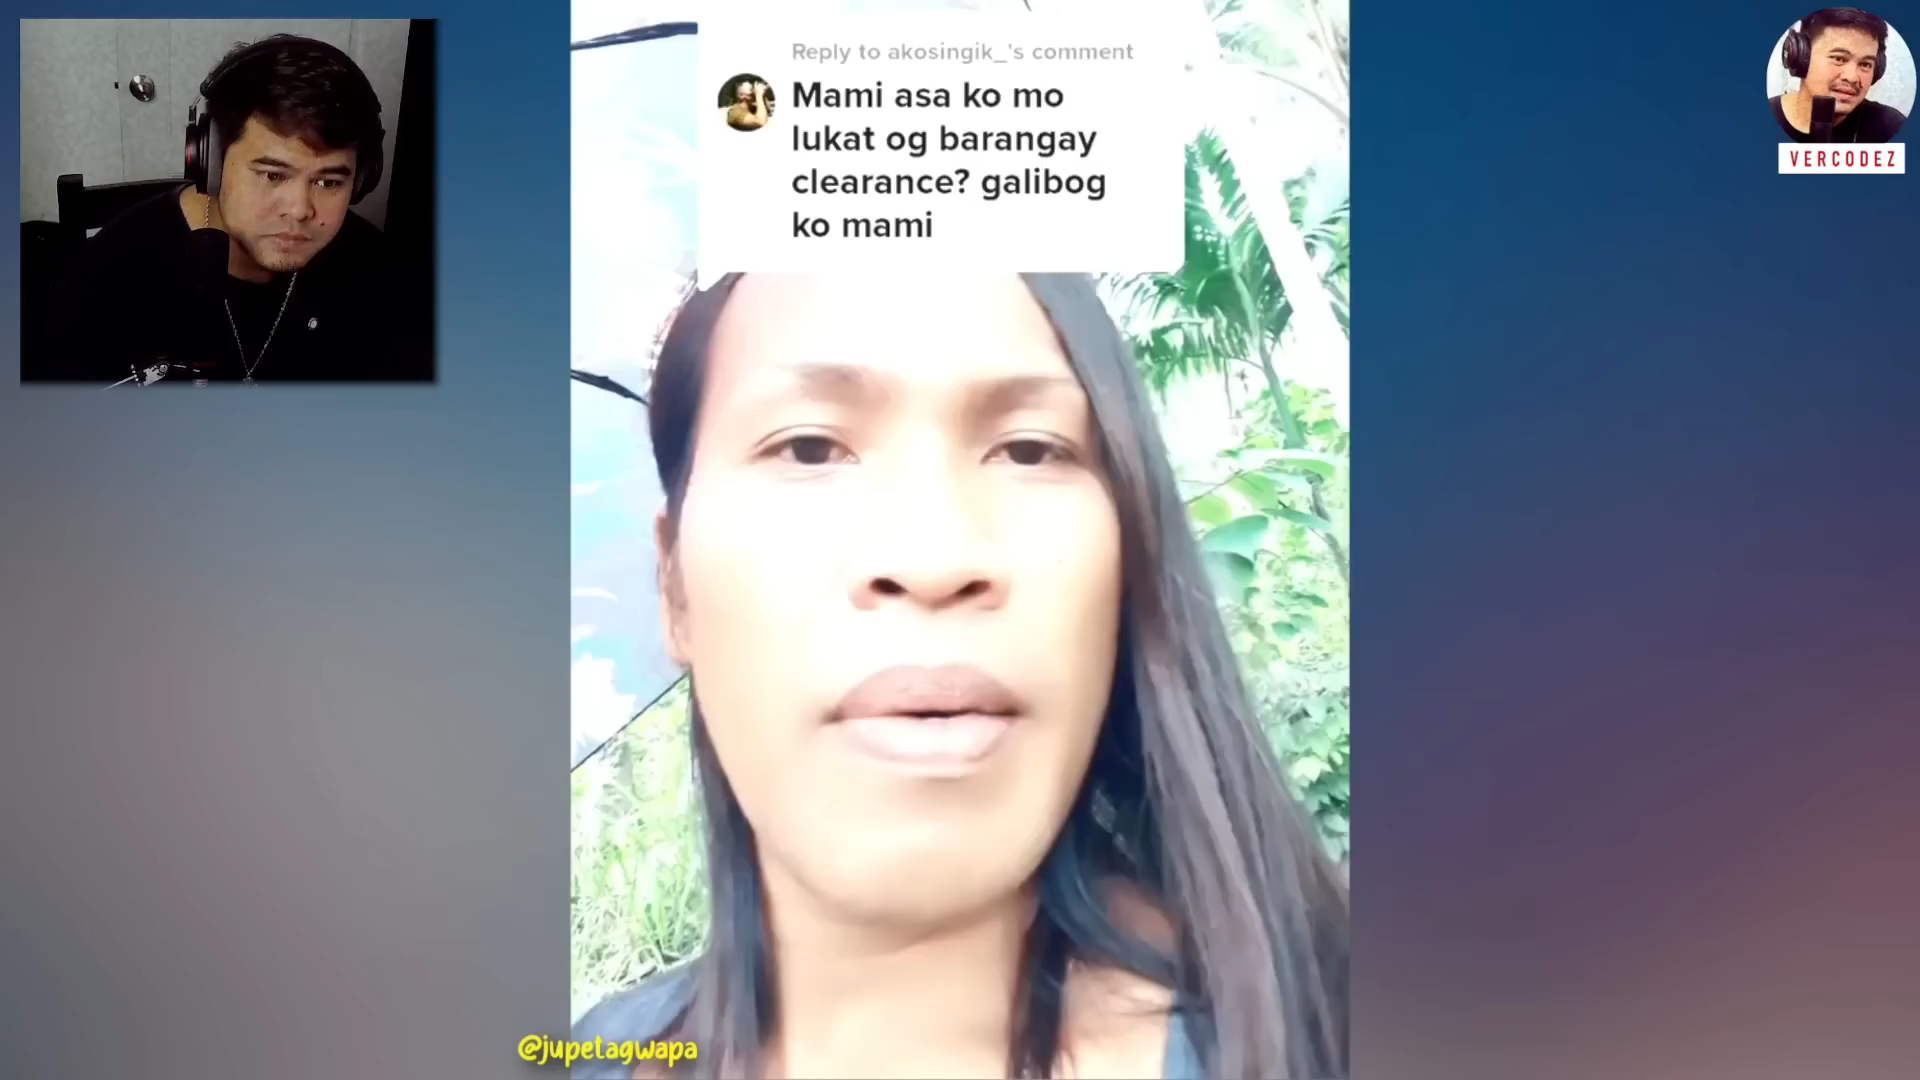 Reply to akosingik_'s comment
Mami asa ko mo
lukat og barangay
clearance? galibog
ko mami
VERCODEZ
@jupetagwapa